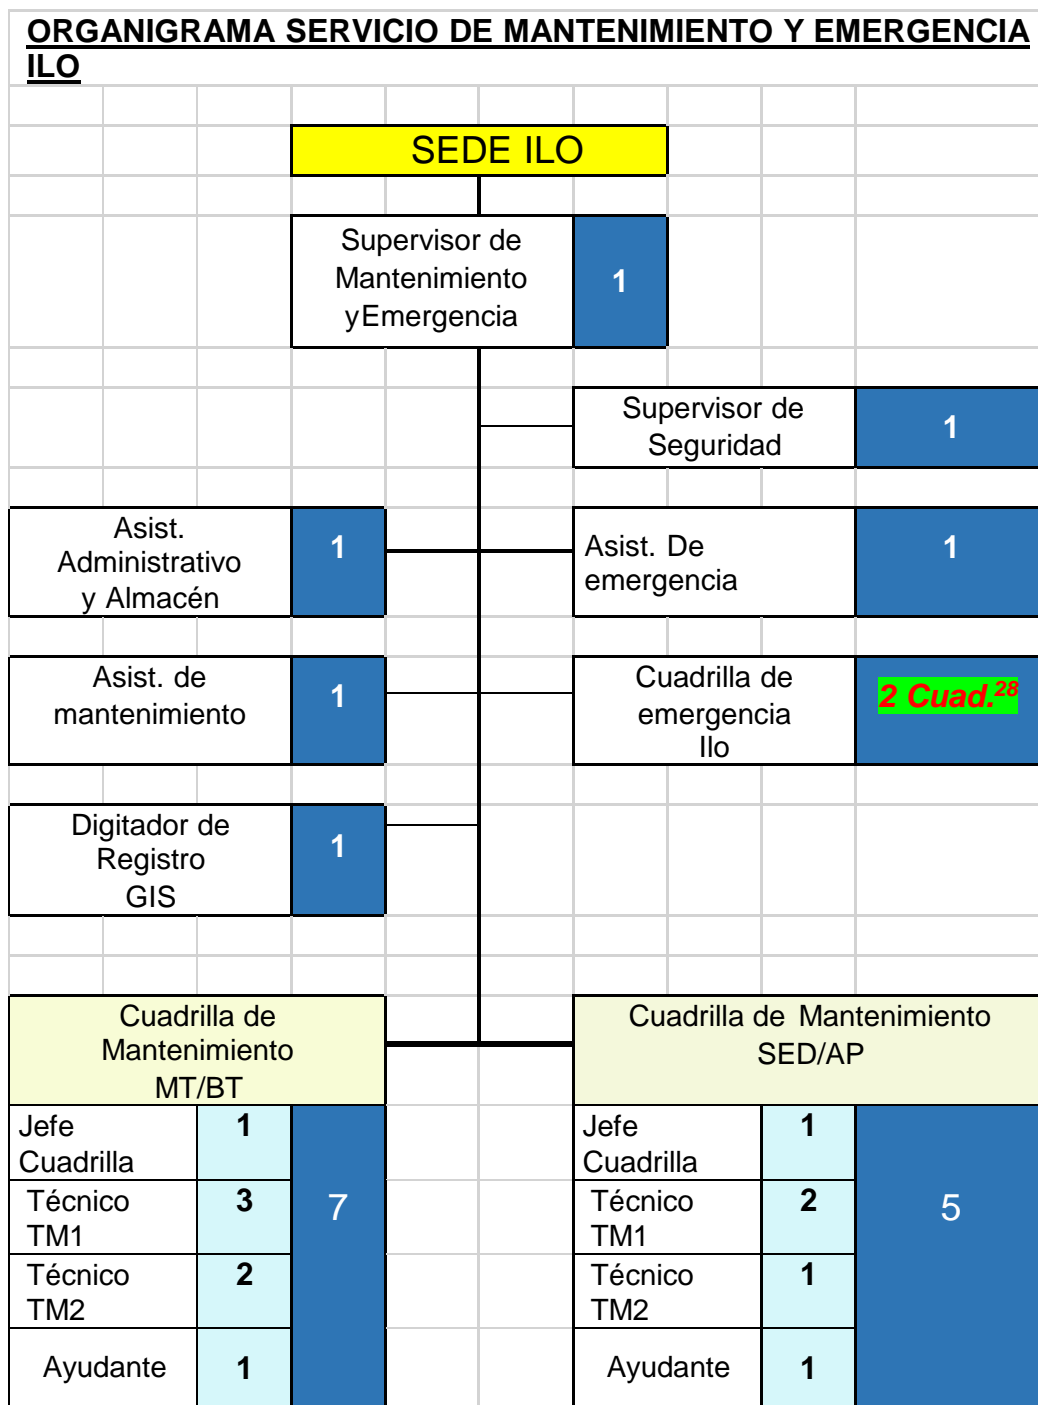 ORGANIGRAMA SERVICIO DE MANTENIMIENTO Y EMERGENCIA
ILO
SEDE ILO
Supervisor de
Mantenimiento
yEmergencia
1
Supervisor de
Seguridad
1
Asist.
Administrativo
y Almacén
1
Asist. De
emergencia
1
Asist. de
mantenimiento
1
Cuadrilla de
emergencia
Ilo
2 Cuad.28
Digitador de
Registro
GIS
1
Cuadrilla de
Mantenimiento
MT/BT
Cuadrilla de Mantenimiento
SED/AP
Jefe
Cuadrilla
1
Técnico
TM1
3
7
Técnico
TM2
2
Ayudante
1
Jefe
Cuadrilla
1
Técnico
TM1
2
5
Técnico
TM2
1
Ayudante
1